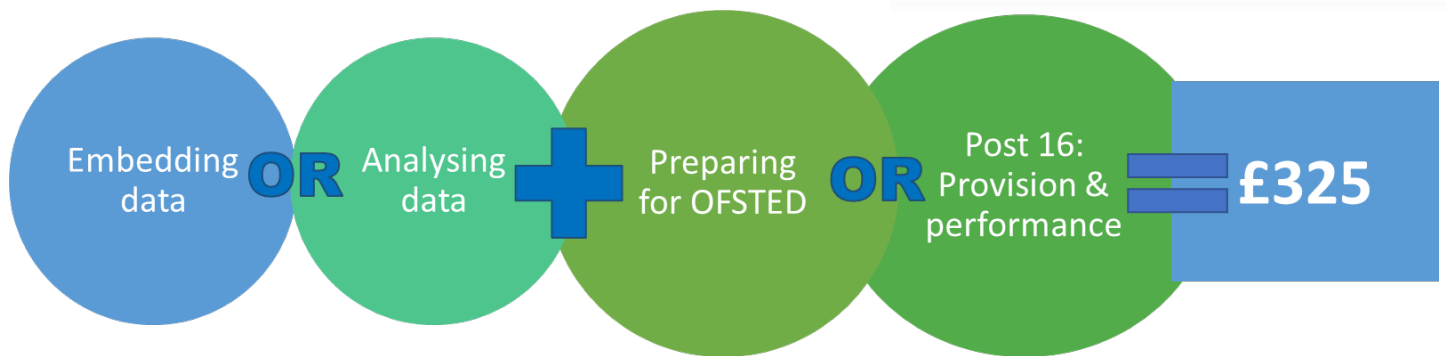 Embedding
data
OR
Analysing
data
+
Preparing
for OFSTED
OR
Post 16:
Provision &
performance
=
£325